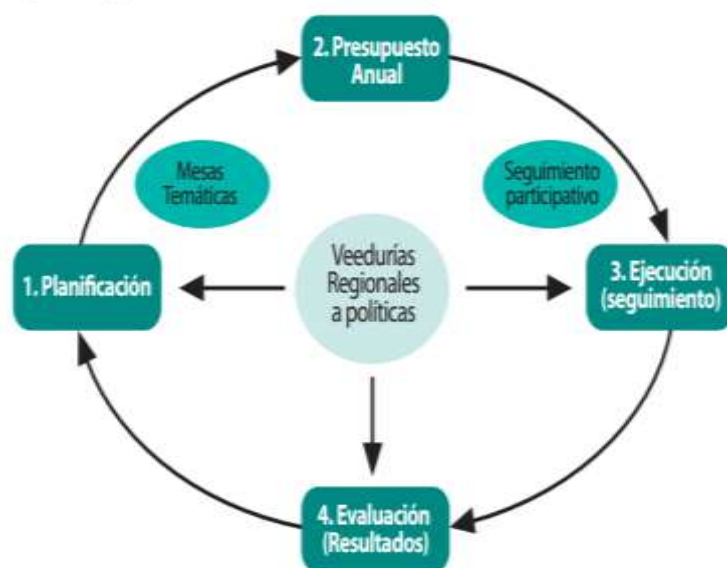 2. Presupuesto
Anual
Mesas
Temáticas
Seguimiento
participativo
1. Planificación
Veedurías
Regionales
a políticas
3. Ejecución
(seguimiento)
4. Evaluación
(Resultados)